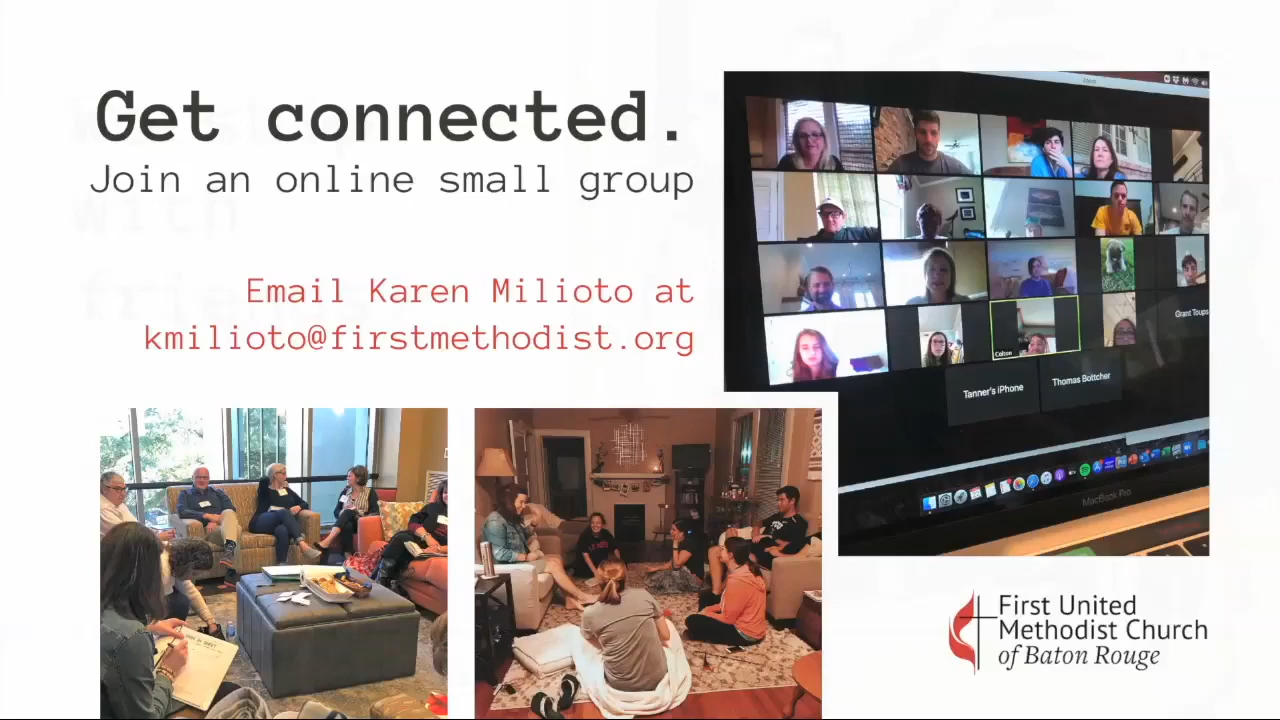 Get connected.
Join an online small group
Email Karen Milioto at
kmilioto@firstmethodist.org
Grant Toups
Colton
Tanner's iPhone
Thomas Bottcher
MacBook Pro
First United
Methodist Church
of Baton Rouge